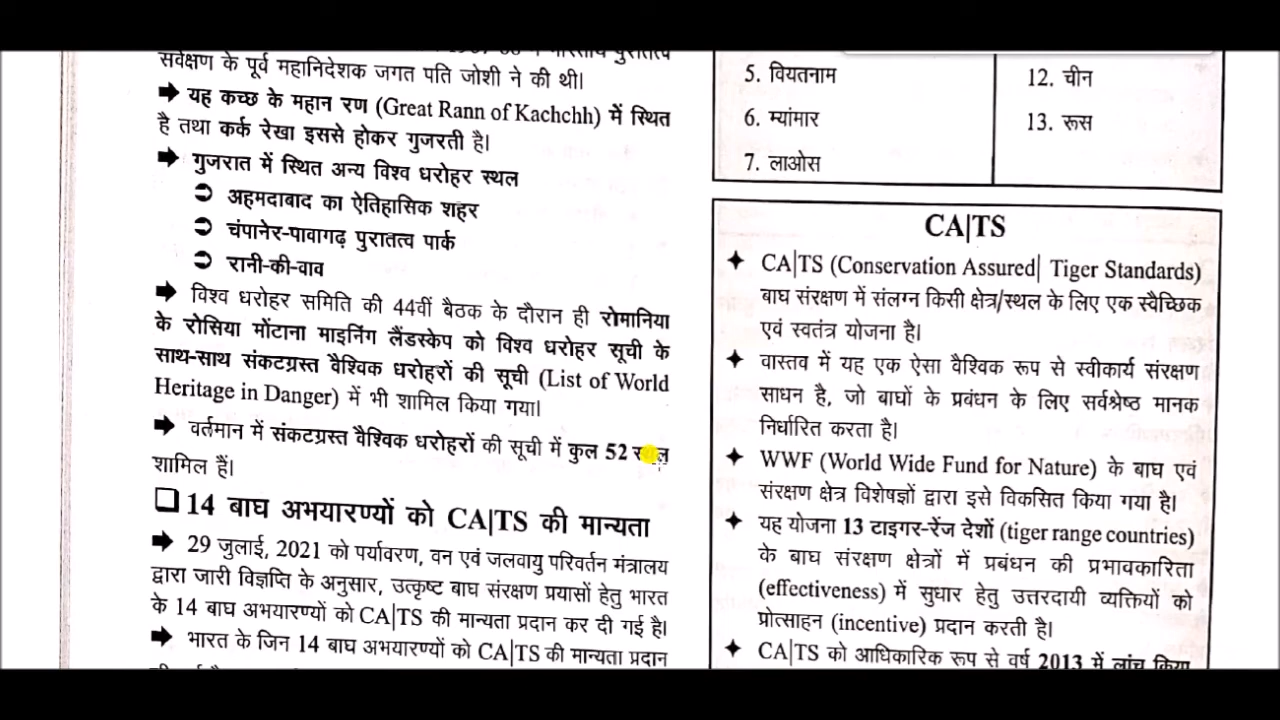 सर्वेक्षण के पूर्व महानिदेशक जगत पति जोशी ने की थी।
➡ यह कच्छ के महान रण (Great Rann of Kachchh) में स्थित
है तथा कर्क रेखा इससे होकर गुजरती है।
➡ गुजरात में स्थित अन्य विश्व धरोहर स्थल
➲ अहमदाबाद का ऐतिहासिक शहर
➲ चंपानेर-पावागढ़ पुरातत्व पार्क
➲ रानी-की-वाव
➡ विश्व धरोहर समिति की 44वीं बैठक के दौरान ही रोमानिया
के रोसिया मोंटाना माइनिंग लैंडस्केप को विश्व धरोहर सूची के
साथ-साथ संकटग्रस्त वैश्विक धरोहरों की सूची (List of World
Heritage in Danger) में भी शामिल किया गया।
➡ वर्तमान में संकटग्रस्त वैश्विक धरोहरों की सूची में कुल 52 स्थल
शामिल हैं।
❑ 14 बाघ अभयारण्यों को CA|TS की मान्यता
➡ 29 जुलाई, 2021 को पर्यावरण, वन एवं जलवायु परिवर्तन मंत्रालय
द्वारा जारी विज्ञप्ति के अनुसार, उत्कृष्ट बाघ संरक्षण प्रयासों हेतु भारत
के 14 बाघ अभयारण्यों को CA|TS की मान्यता प्रदान कर दी गई है।
➡ भारत के जिन 14 बाघ अभयारण्यों को CA|TS की मान्यता प्रदान
5. वियतनाम
6. म्यांमार
7. लाओस
12. चीन
13. रूस
CA|TS
✦ CA|TS (Conservation Assured| Tiger Standards)
बाघ संरक्षण में संलग्न किसी क्षेत्र/स्थल के लिए एक स्वैच्छिक
एवं स्वतंत्र योजना है।
✦ वास्तव में यह एक ऐसा वैश्विक रूप से स्वीकार्य संरक्षण
साधन है, जो बाघों के प्रबंधन के लिए सर्वश्रेष्ठ मानक
निर्धारित करता है।
✦ WWF (World Wide Fund for Nature) के बाघ एवं
संरक्षण क्षेत्र विशेषज्ञों द्वारा इसे विकसित किया गया है।
✦ यह योजना 13 टाइगर-रेंज देशों (tiger range countries)
के बाघ संरक्षण क्षेत्रों में प्रबंधन की प्रभावकारिता
(effectiveness) में सुधार हेतु उत्तरदायी व्यक्तियों को
प्रोत्साहन (incentive) प्रदान करती है।
✦ CA|TS को आधिकारिक रूप से वर्ष 2013 में लांच किया